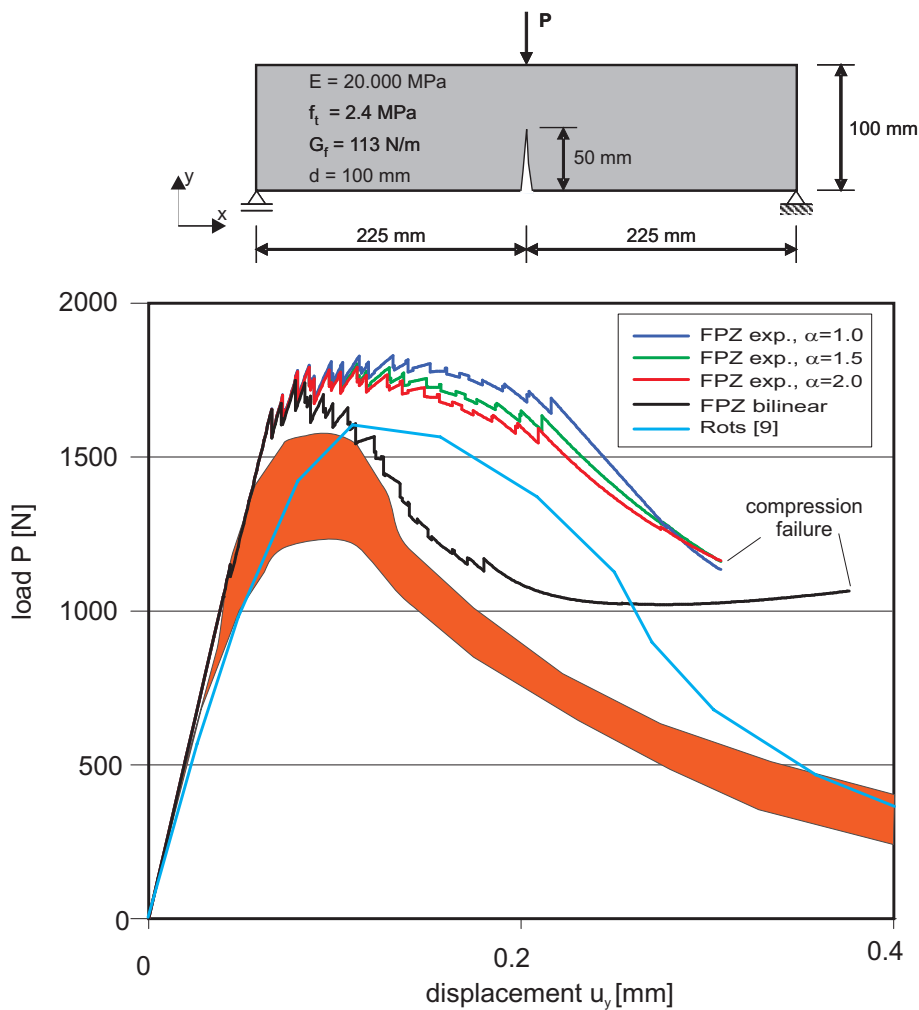 P
E = 20.000 MPa
f_t = 2.4 MPa
G_f = 113 N/m
d = 100 mm
50 mm
100 mm
y
x
225 mm
225 mm
2000
1500
1000
500
0
load P [N]
FPZ exp., α=1.0
FPZ exp., α=1.5
FPZ exp., α=2.0
FPZ bilinear
Rots [9]
compression
failure
0
0.2
0.4
displacement u_y [mm]